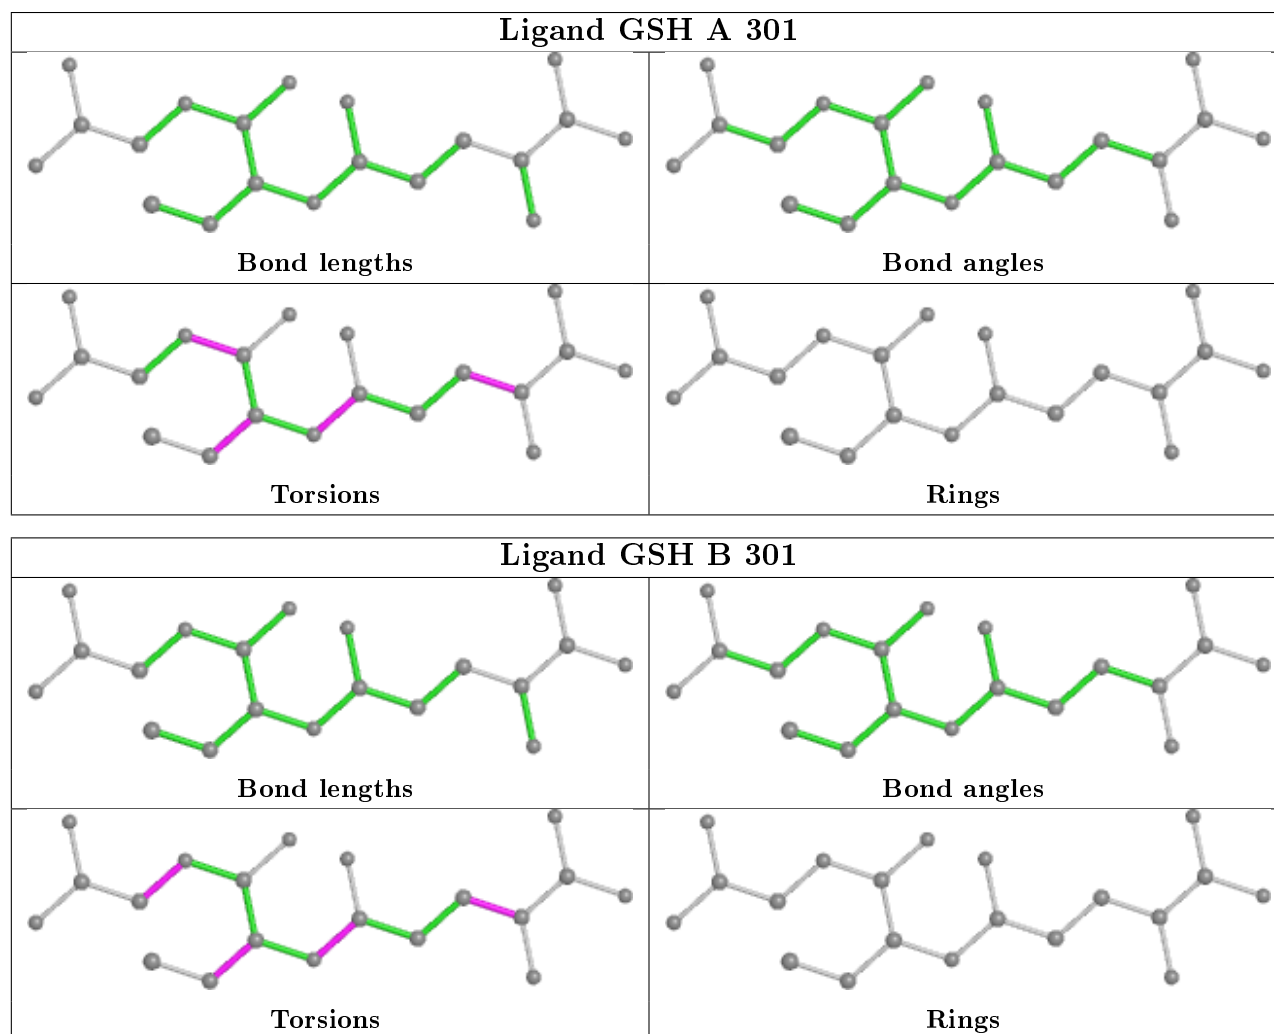 Ligand GSH A 301
Bond lengths
Bond angles
Torsions
Rings
Ligand GSH B 301
Bond lengths
Bond angles
Torsions
Rings